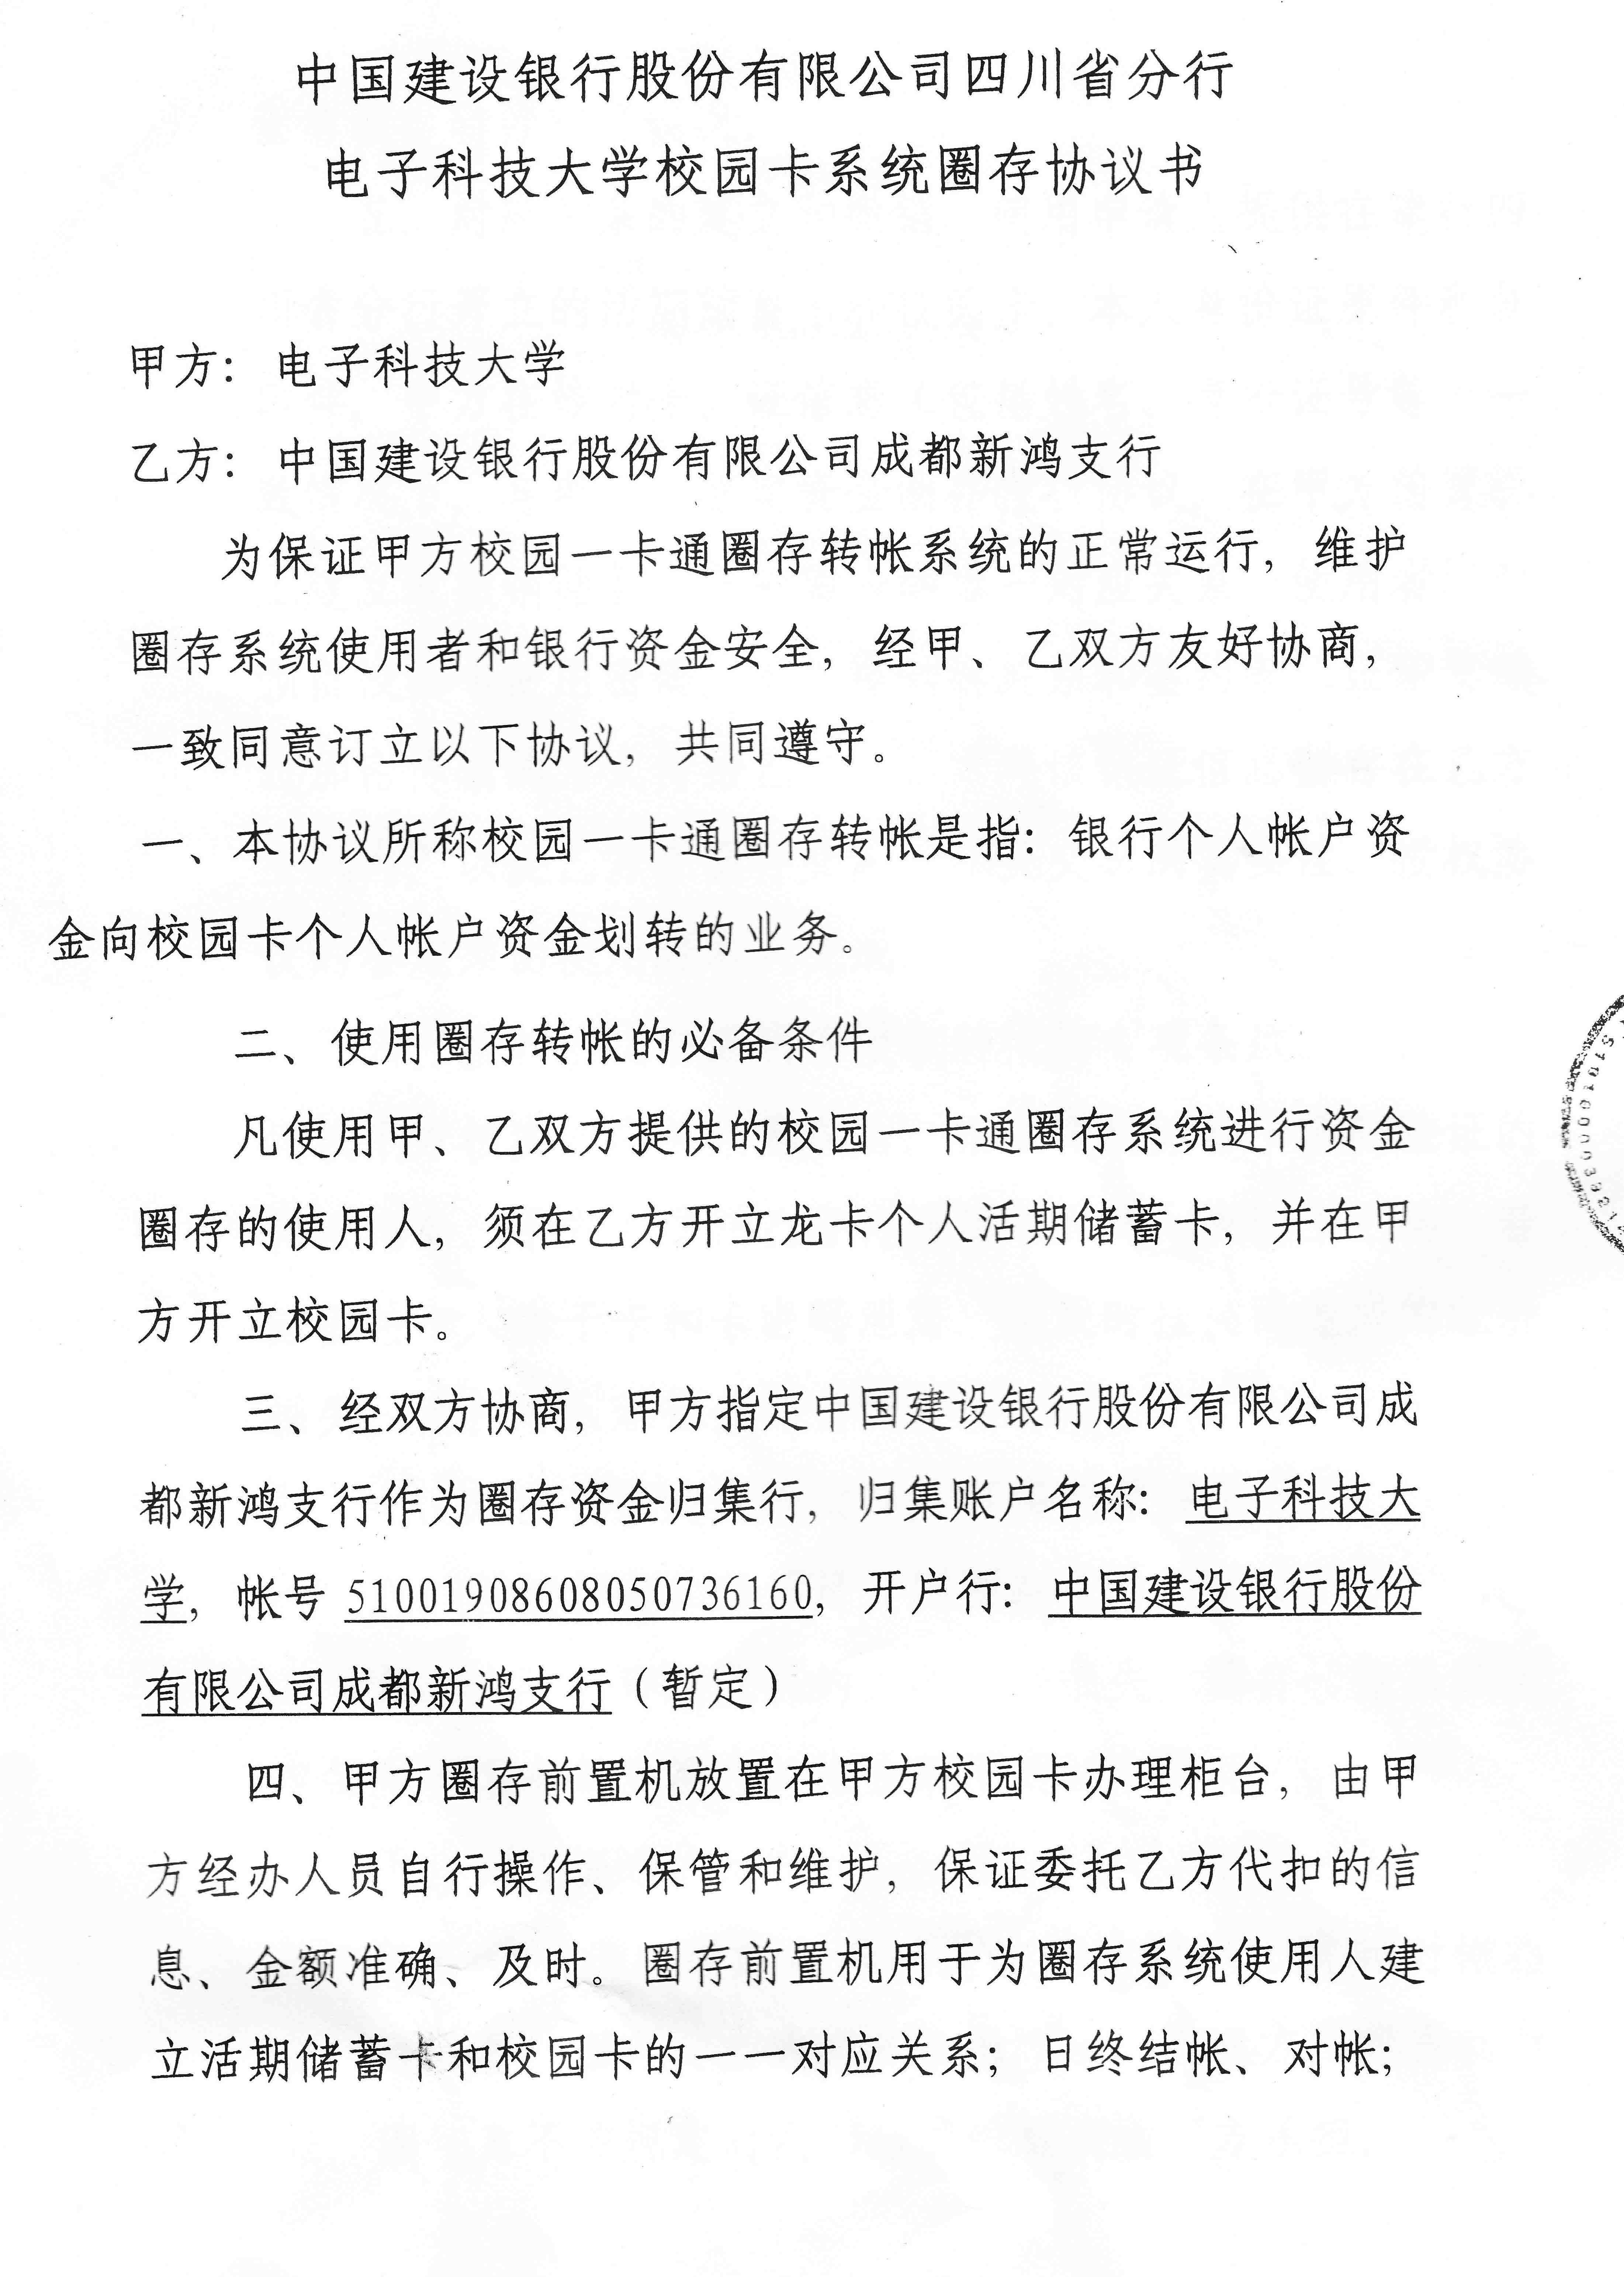 中国建设银行股份有限公司四川省分行
电子科技大学校园卡系统圈存协议书
甲方：电子科技大学
乙方：中国建设银行股份有限公司成都新鸿支行
为保证甲方校园一卡通圈存转帐系统的正常运行，维护
圈存系统使用者和银行资金安全，经甲、乙双方友好协商，
一致同意订立以下协议，共同遵守。
一、本协议所称校园一卡通圈存转帐是指：银行个人帐户资
金向校园卡个人帐户资金划转的业务。
二、使用圈存转帐的必备条件
凡使用甲、乙双方提供的校园一卡通圈存系统进行资金
圈存的使用人，须在乙方开立龙卡个人活期储蓄卡，并在甲
方开立校园卡。
三、经双方协商，甲方指定中国建设银行股份有限公司成
都新鸿支行作为圈存资金归集行，归集账户名称：电子科技大
学，帐号 51001908608050736160，开户行：中国建设银行股份
有限公司成都新鸿支行（暂定）
四、甲方圈存前置机放置在甲方校园卡办理柜台，由甲
方经办人员自行操作、保管和维护，保证委托乙方代扣的信
息、金额准确、及时。圈存前置机用于为圈存系统使用人建
立活期储蓄卡和校园卡的一一对应关系；日终结帐、对帐；